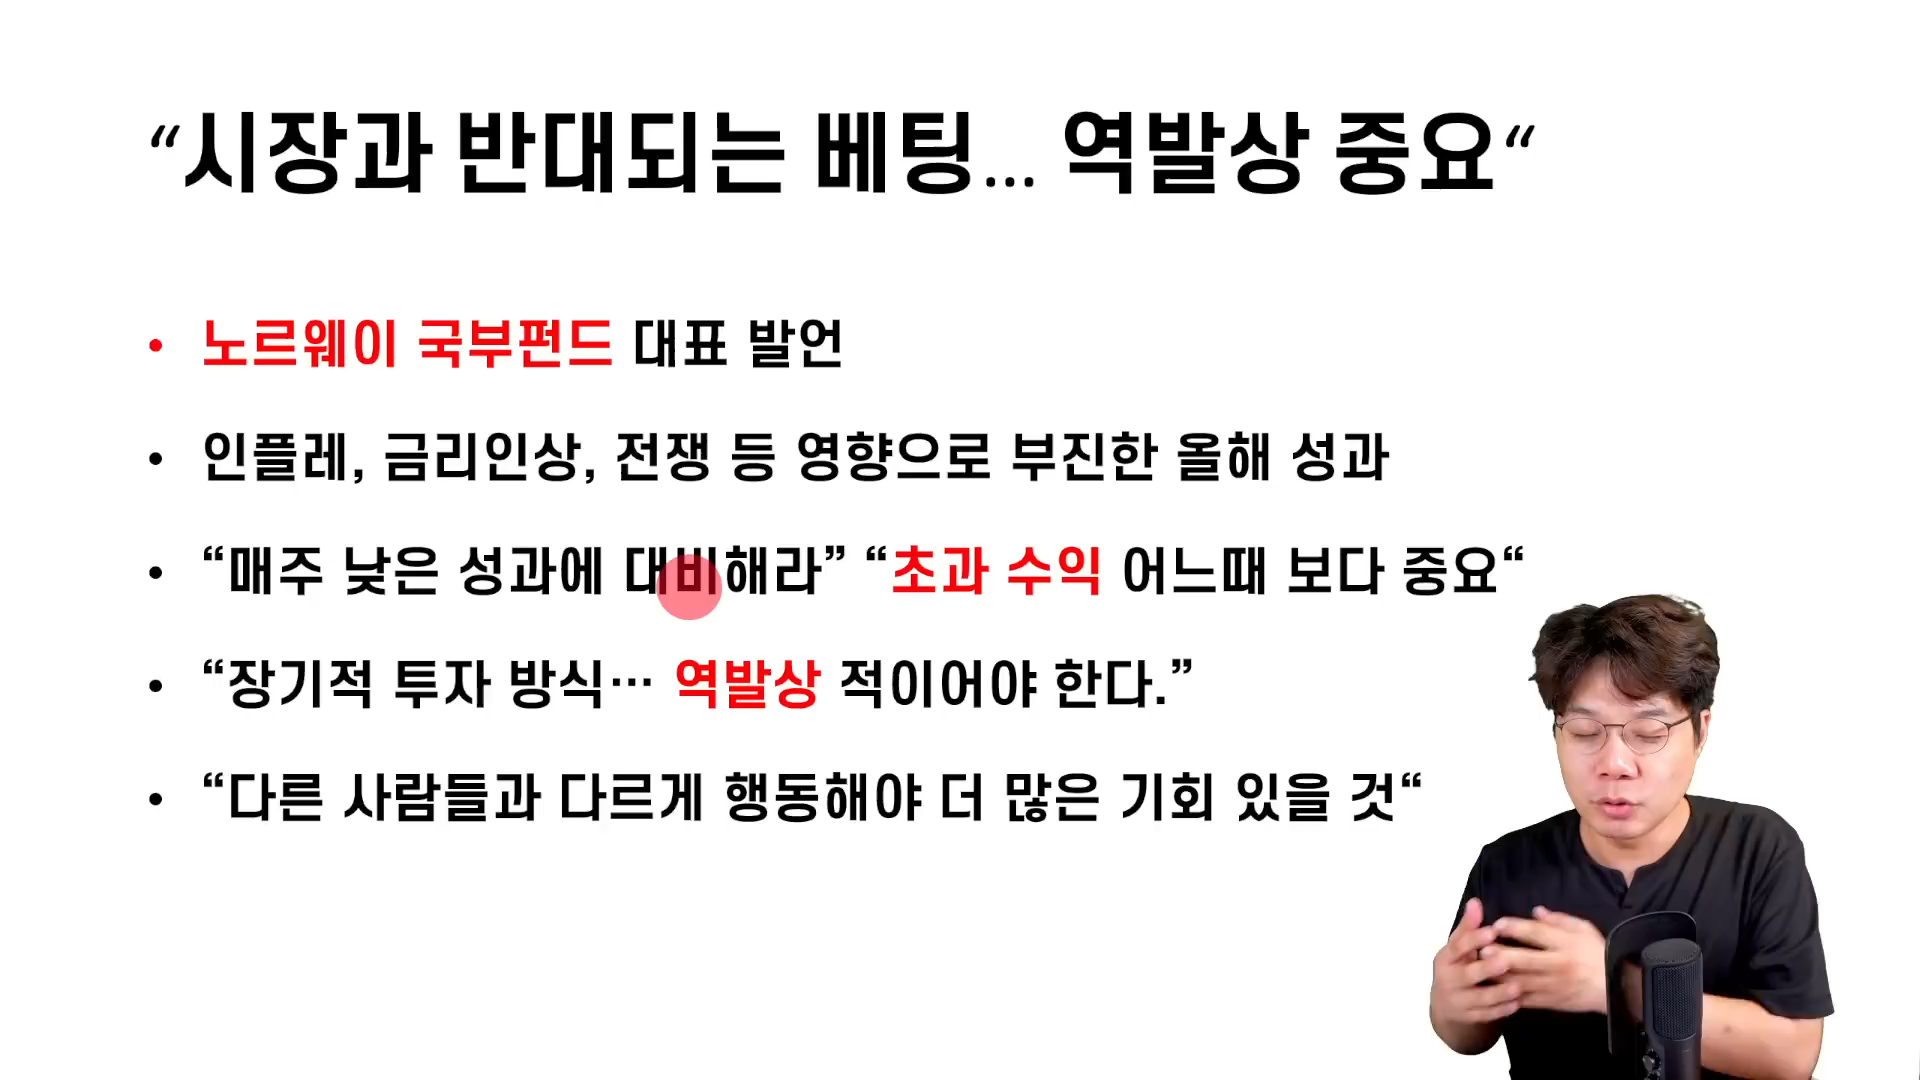 “시장과 반대되는 베팅... 역발상 중요“
• 노르웨이 국부펀드 대표 발언
• 인플레, 금리인상, 전쟁 등 영향으로 부진한 올해 성과
• “매주 낮은 성과에 대비해라” “초과 수익 어느때 보다 중요“
• “장기적 투자 방식… 역발상 적이어야 한다.”
• “다른 사람들과 다르게 행동해야 더 많은 기회 있을 것“